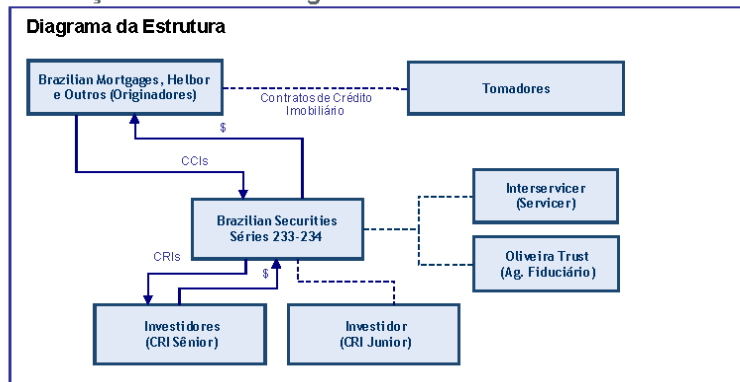 Diagrama da Estrutura
Brazilian Mortgages, Helbor
e Outros (Originadores)
Contratos de Crédito
Imobiliário
Tomadores
$
CCIs
Interservicer
(Servicer)
Brazilian Securities
Séries 233-234
Oliveira Trust
(Ag. Fiduciário)
CRIs
$
Investidores
(CRI Sênior)
Investidor
(CRI Junior)